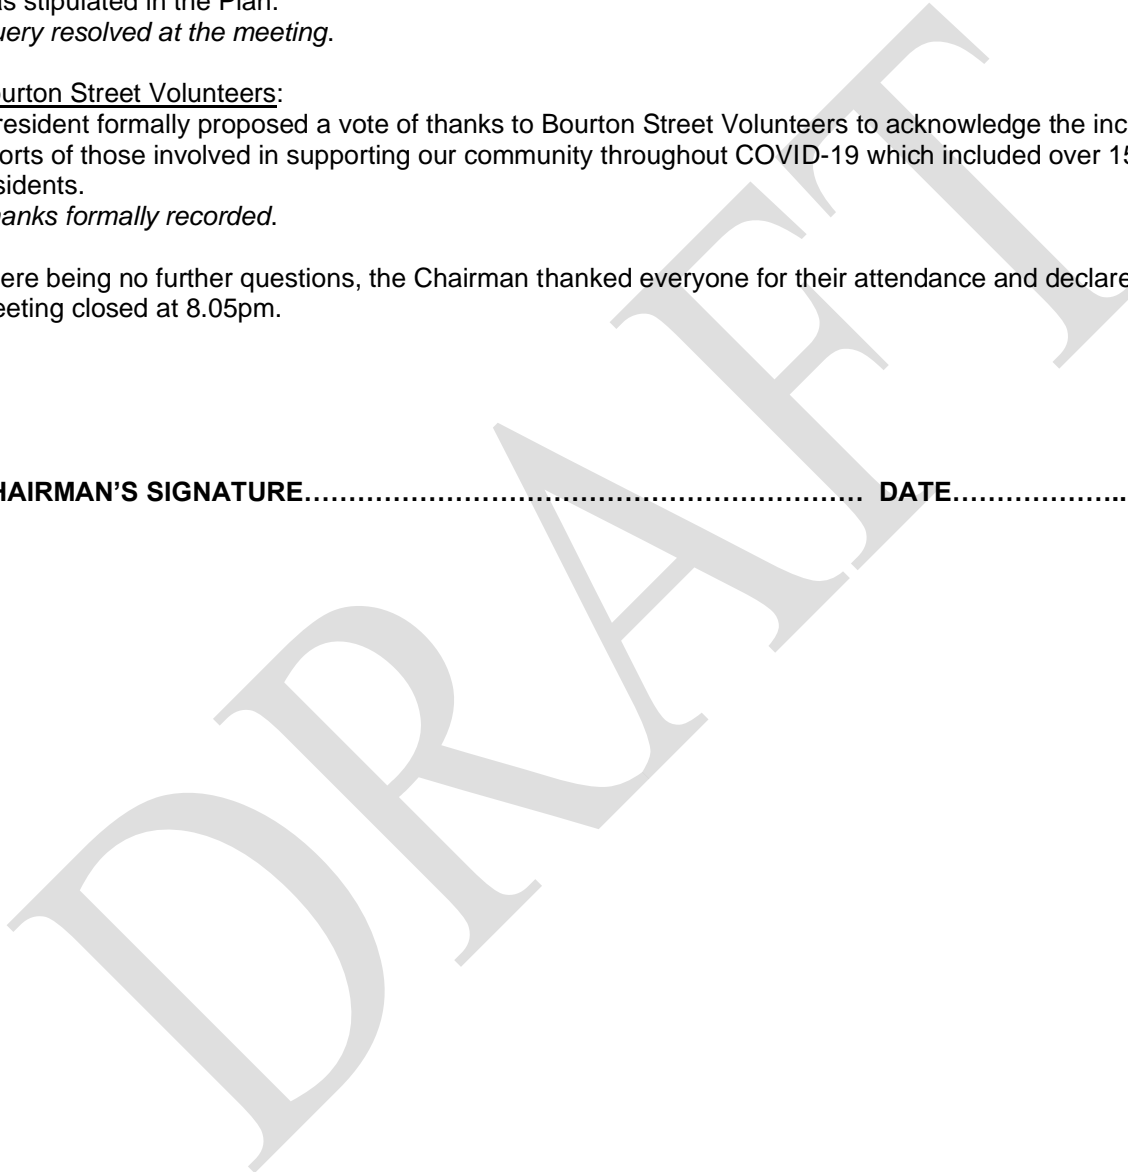 as stipulated in the Plan.
uery resolved at the meeting.
ourton Street Volunteers:
resident formally proposed a vote of thanks to Bourton Street Volunteers to acknowledge the inc
orts of those involved in supporting our community throughout COVID-19 which included over 15
sidents.
hanks formally recorded.
ere being no further questions, the Chairman thanked everyone for their attendance and declare
eeting closed at 8.05pm.
HAIRMAN’S SIGNATURE……………………………………………………… DATE………………..
DRAFT